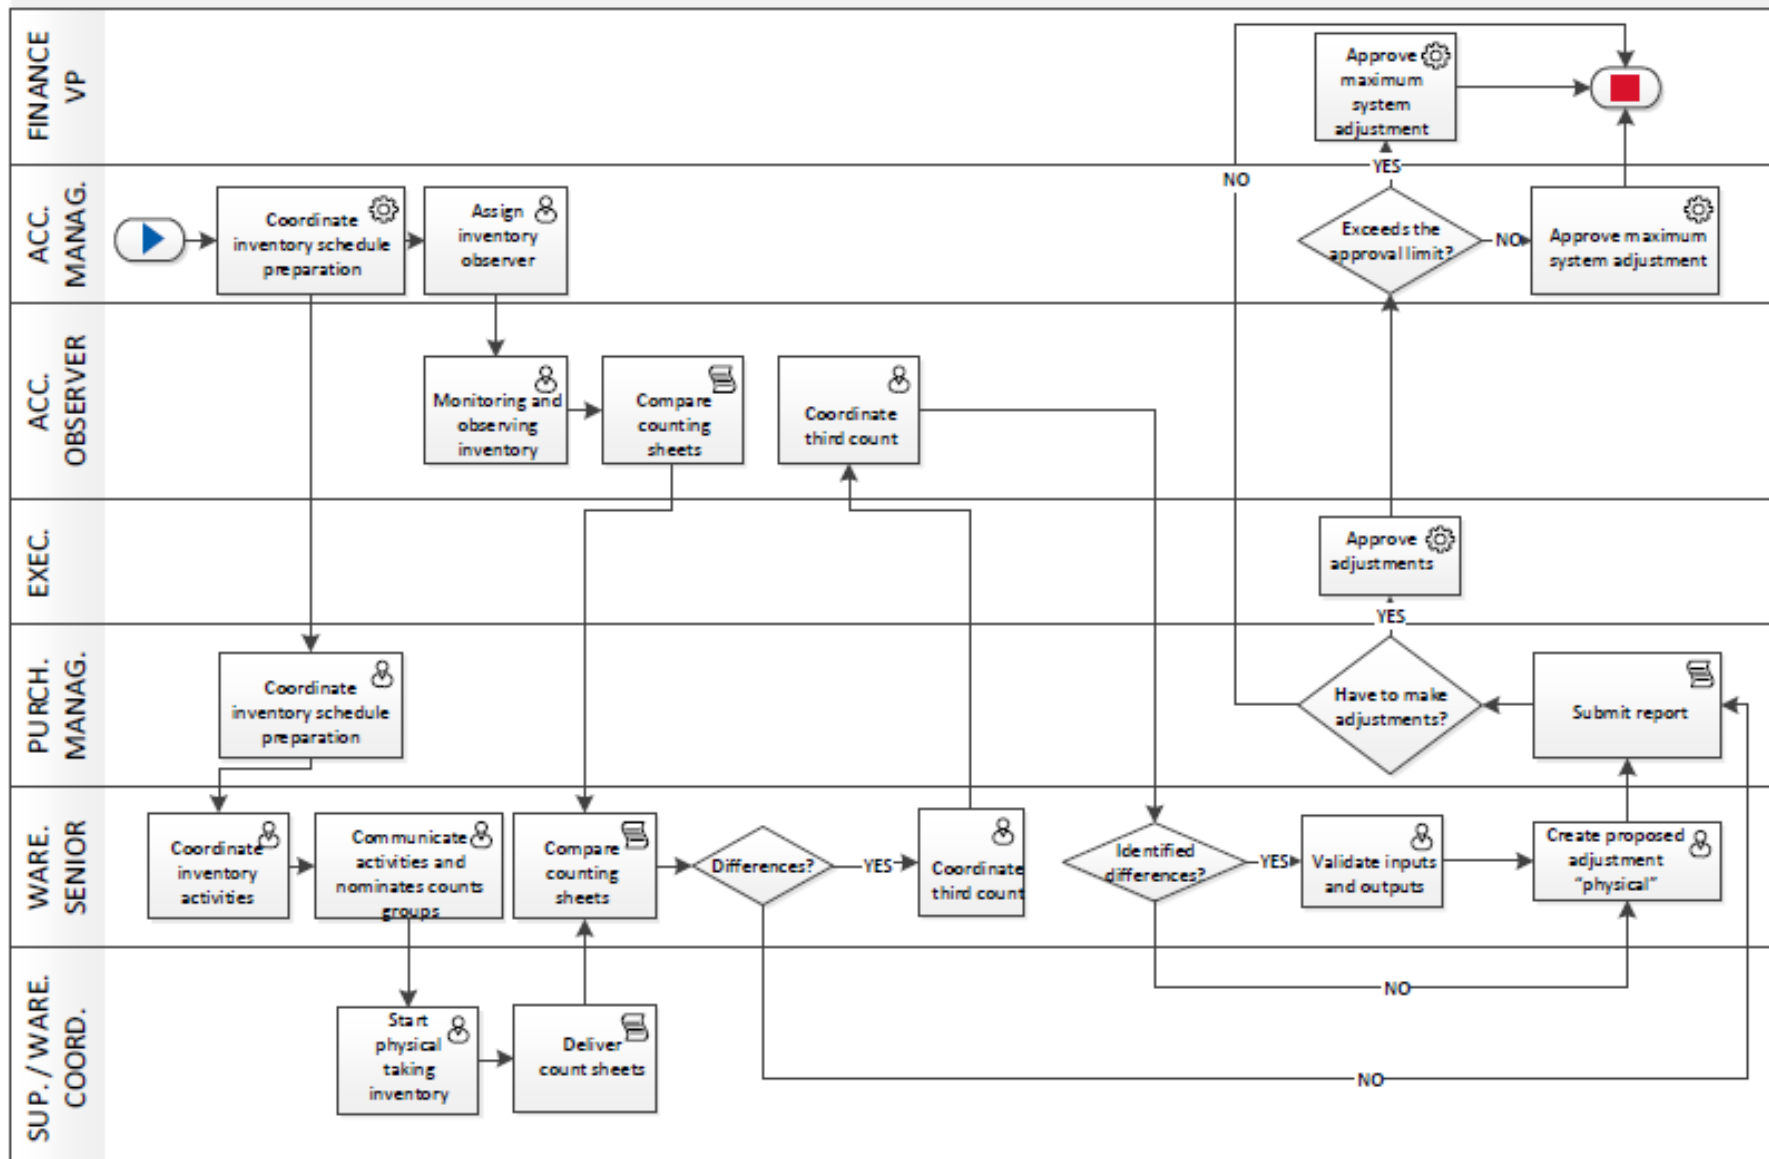 FINANCE
VP
Approve
maximum
system
adjustment
YES
NO
ACC.
MANAG.
Coordinate
inventory schedule
preparation
Assign
inventory
observer
Exceeds the
approval limit?
NO
Approve maximum
system adjustment
ACC.
OBSERVER
Monitoring and
observing
inventory
Compare
counting
sheets
Coordinate
third count
EXEC.
Approve
adjustments
YES
PURCH.
MANAG.
Coordinate
inventory schedule
preparation
Have to make
adjustments?
Submit report
WARE.
SENIOR
Coordinate
inventory
activities
Communicate
activities and
nominates counts
groups
Compare
counting
sheets
Differences?
YES
Coordinate
third count
Identified
differences?
YES
Validate inputs
and outputs
Create proposed
adjustment
“physical”
SUP. / WARE.
COORD.
Start
physical
taking
inventory
Deliver
count sheets
NO
NO